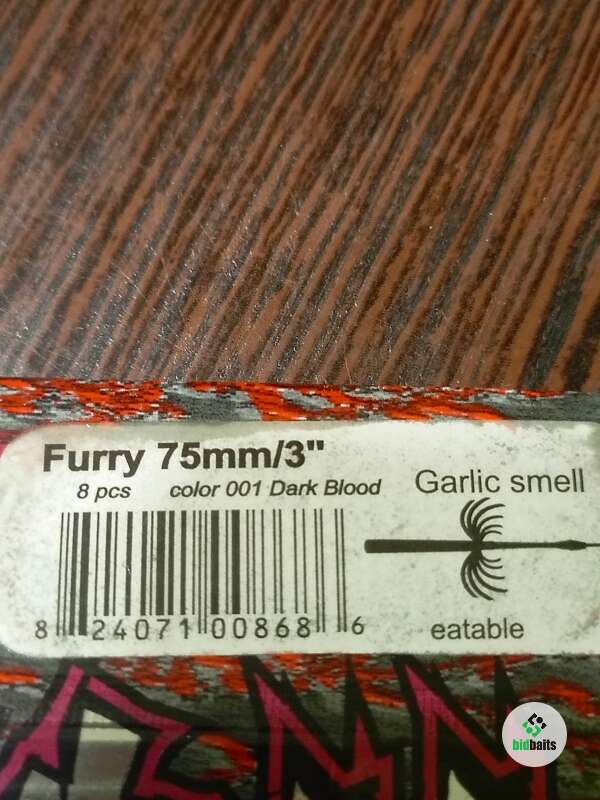 Furry 75mm/3"
8 pcs color 001 Dark Blood
Garlic smell
8 24071 00868 6
eatable
bidbaits